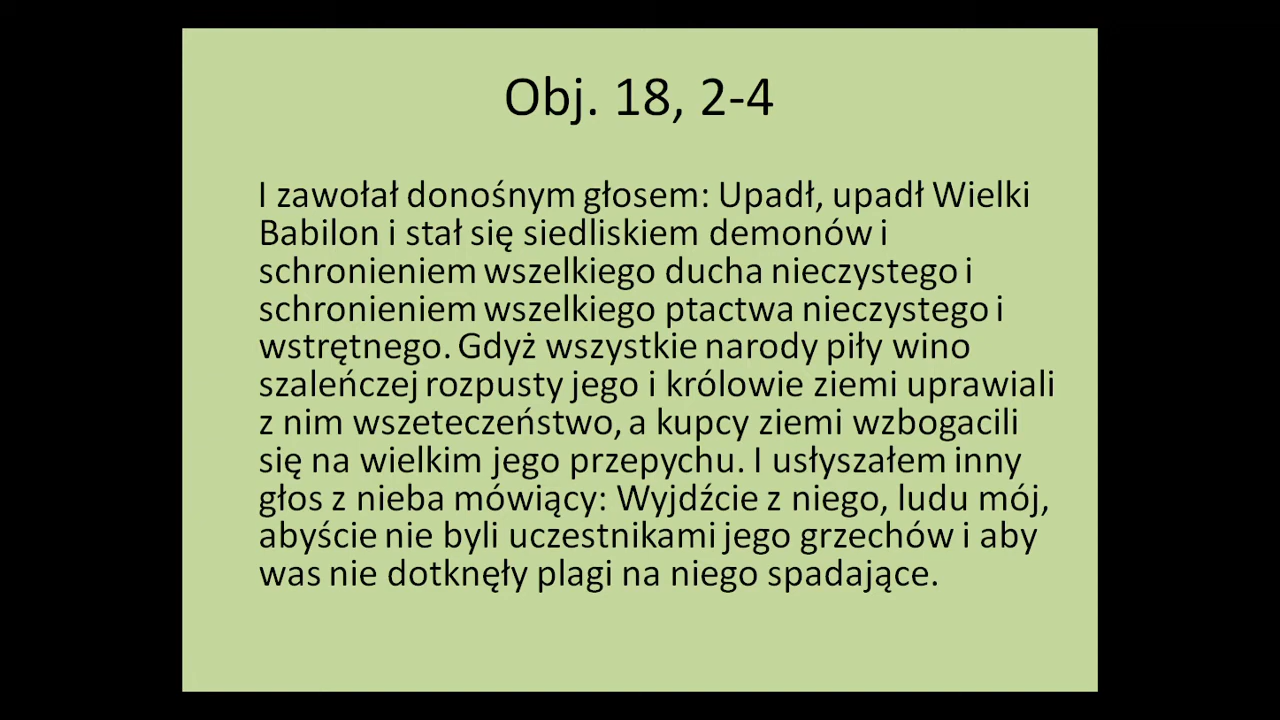 Obj. 18, 2-4
I zawołał donośnym głosem: Upadł, upadł Wielki
Babilon i stał się siedliskiem demonów i
schronieniem wszelkiego ducha nieczystego i
schronieniem wszelkiego ptactwa nieczystego i
wstrętnego. Gdyż wszystkie narody piły wino
szaleńczej rozpusty jego i królowie ziemi uprawiali
z nim wszeteczeństwo, a kupcy ziemi wzbogacili
się na wielkim jego przepychu. I usłyszałem inny
głos z nieba mówiący: Wyjdźcie z niego, ludu mój,
abyście nie byli uczestnikami jego grzechów i aby
was nie dotknęły plagi na niego spadające.